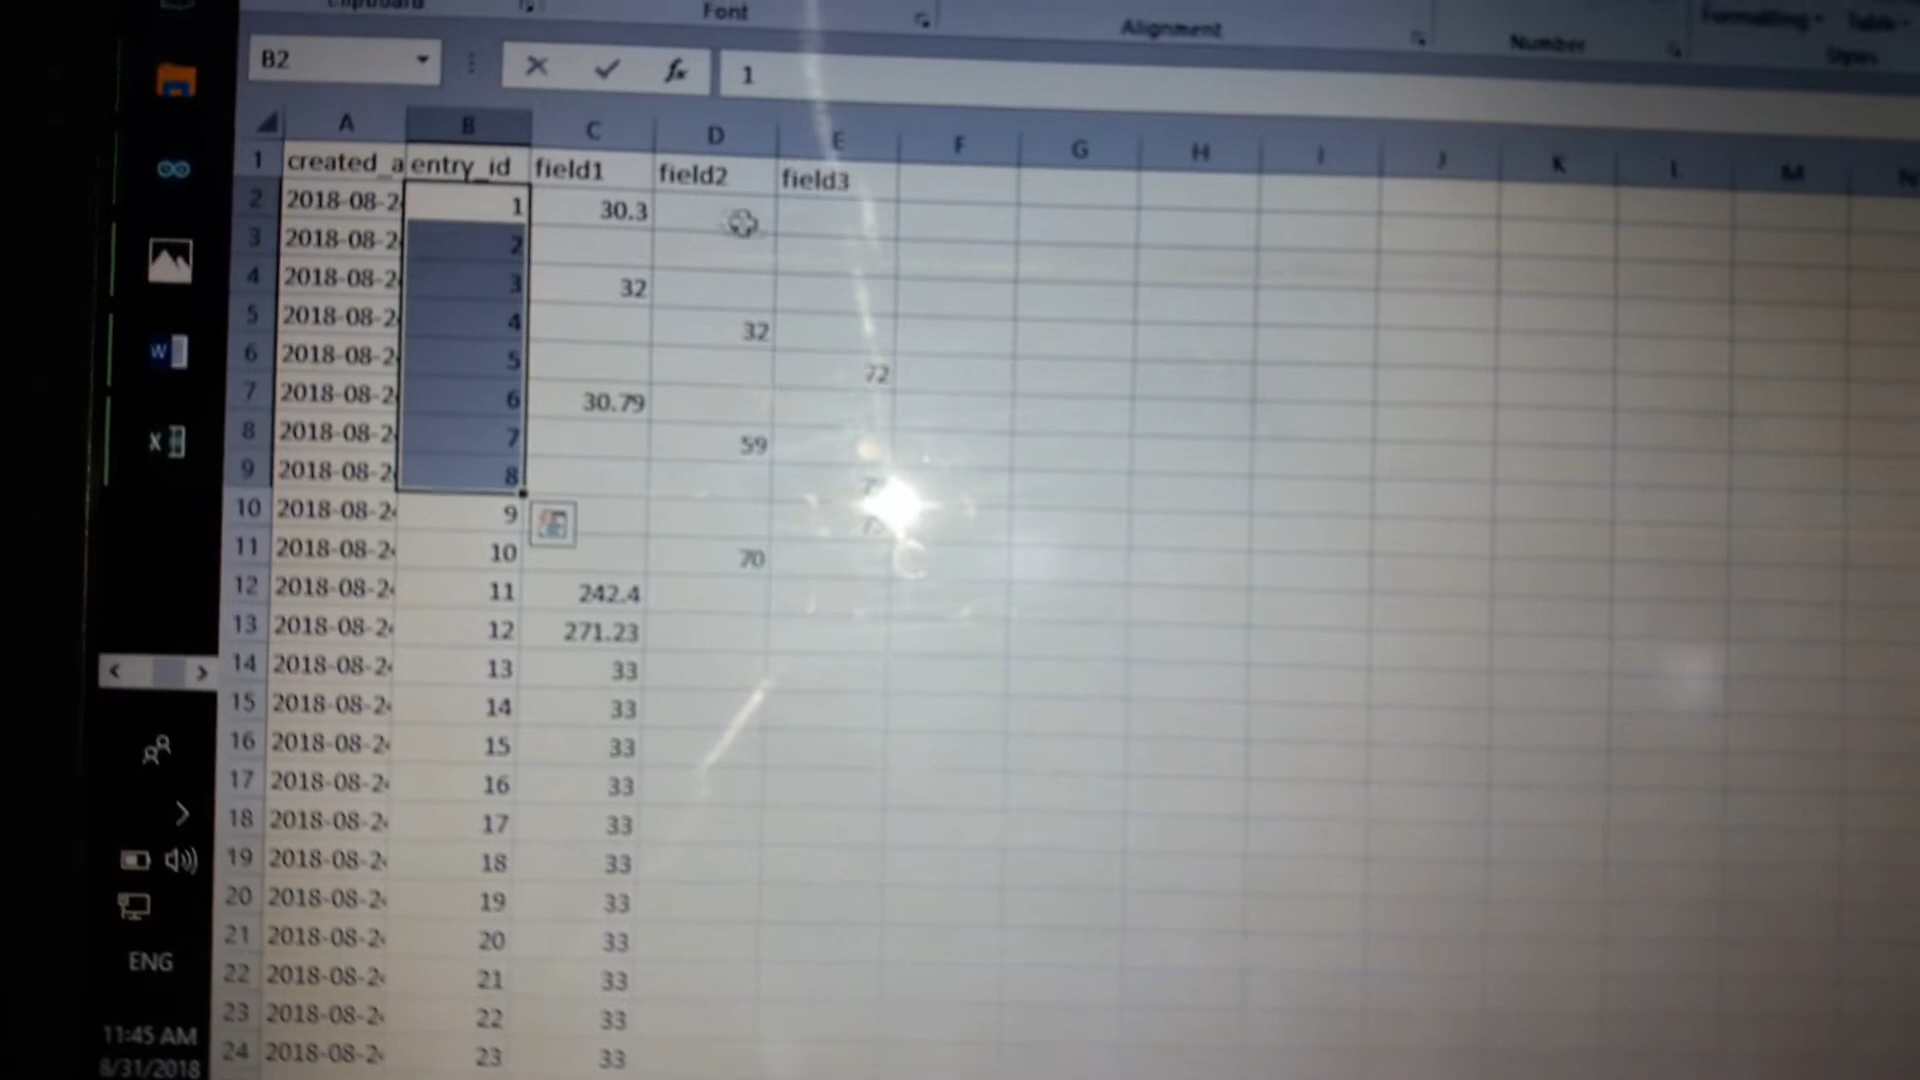 Clipboard Font Alignment Number Formatting Table
Styles
B2 fx 1
A B C D E F G H I J K L M N
1 created_a entry_id field1 field2 field3
2 2018-08-2 1 30.3
3 2018-08-2 2
4 2018-08-2 3 32
5 2018-08-2 4 32
6 2018-08-2 5 72
7 2018-08-2 6 30.79
8 2018-08-2 7 59
9 2018-08-2 8
10 2018-08-2 9
11 2018-08-2 10 70
12 2018-08-2 11 242.4
13 2018-08-2 12 271.23
14 2018-08-2 13 33
15 2018-08-2 14 33
16 2018-08-2 15 33
17 2018-08-2 16 33
18 2018-08-2 17 33
19 2018-08-2 18 33
20 2018-08-2 19 33
21 2018-08-2 20 33
22 2018-08-2 21 33
23 2018-08-2 22 33
24 2018-08-2 23 33
ENG
11:45 AM
8/31/2018